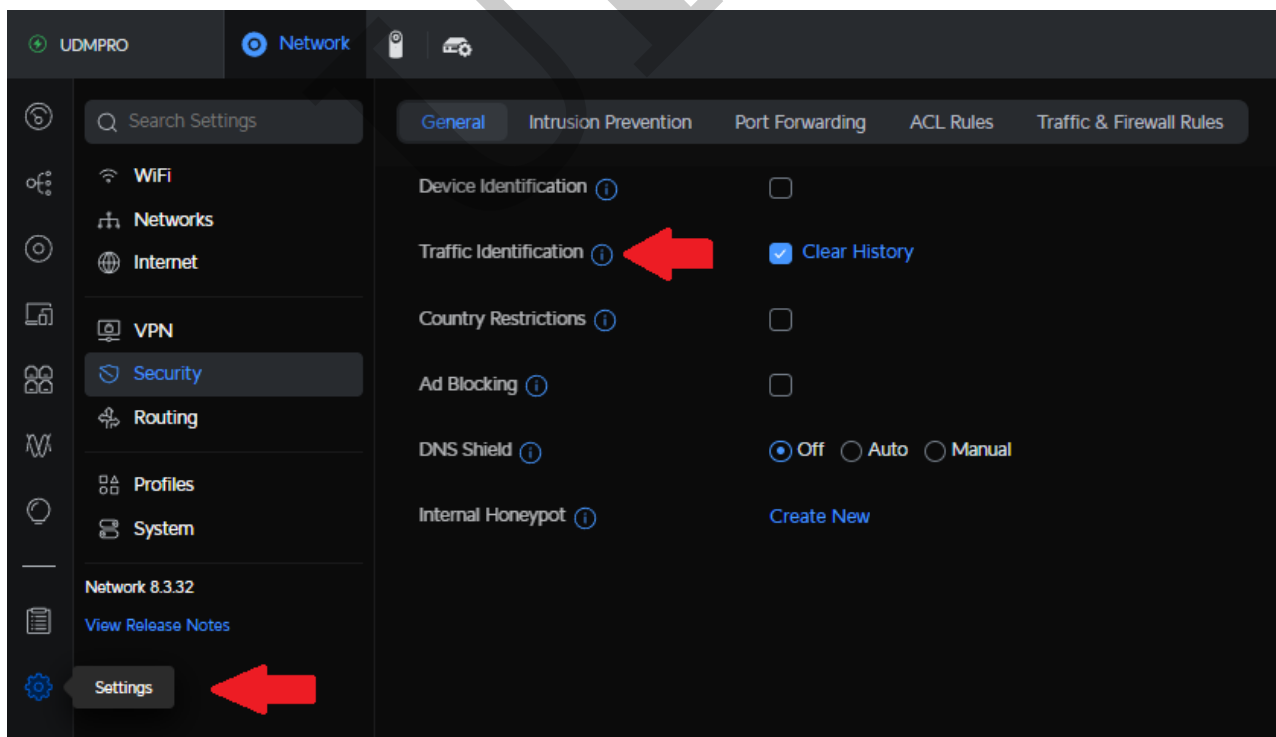 UDMPRO
Network
Search Settings
WiFi
Networks
Internet
VPN
Security
Routing
Profiles
System
Network 8.3.32
View Release Notes
Settings
General Intrusion Prevention Port Forwarding ACL Rules Traffic & Firewall Rules
Device Identification
Traffic Identification Clear History
Country Restrictions
Ad Blocking
DNS Shield Off Auto Manual
Internal Honeypot Create New